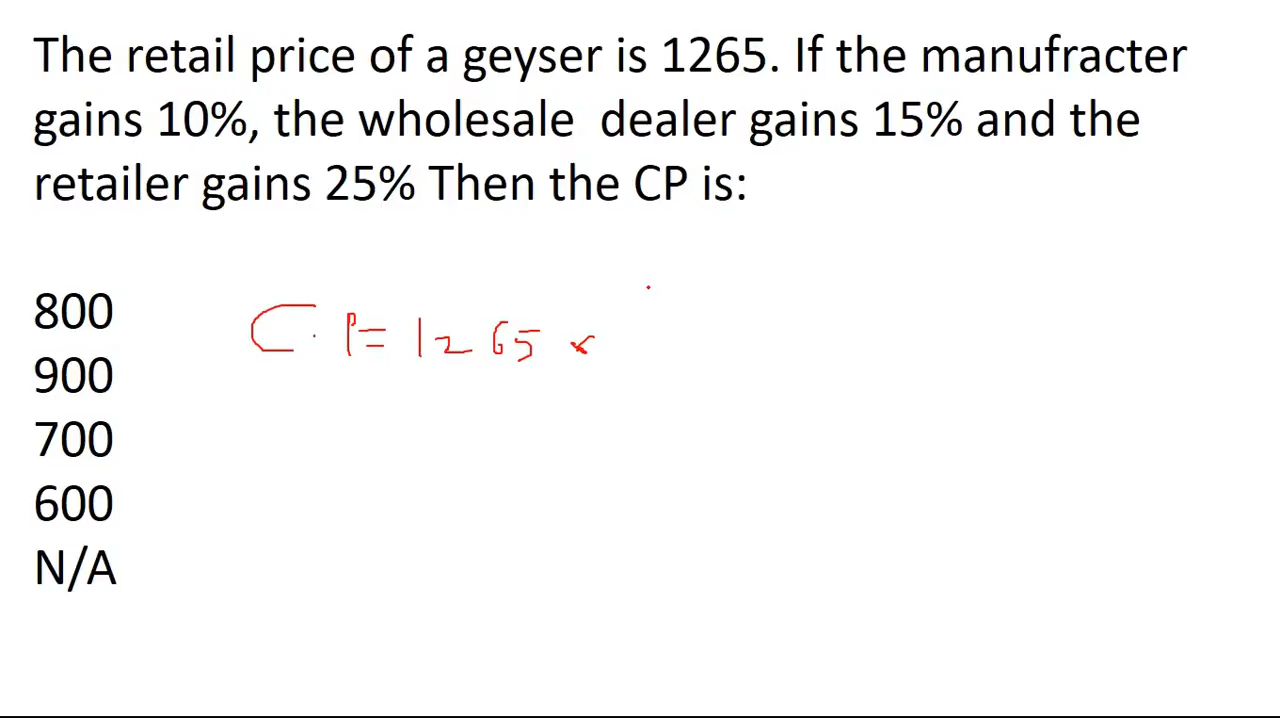 The retail price of a geyser is 1265. If the manufracter
gains 10%, the wholesale dealer gains 15% and the
retailer gains 25% Then the CP is:
800
C.P= 1265 ×
900
700
600
N/A